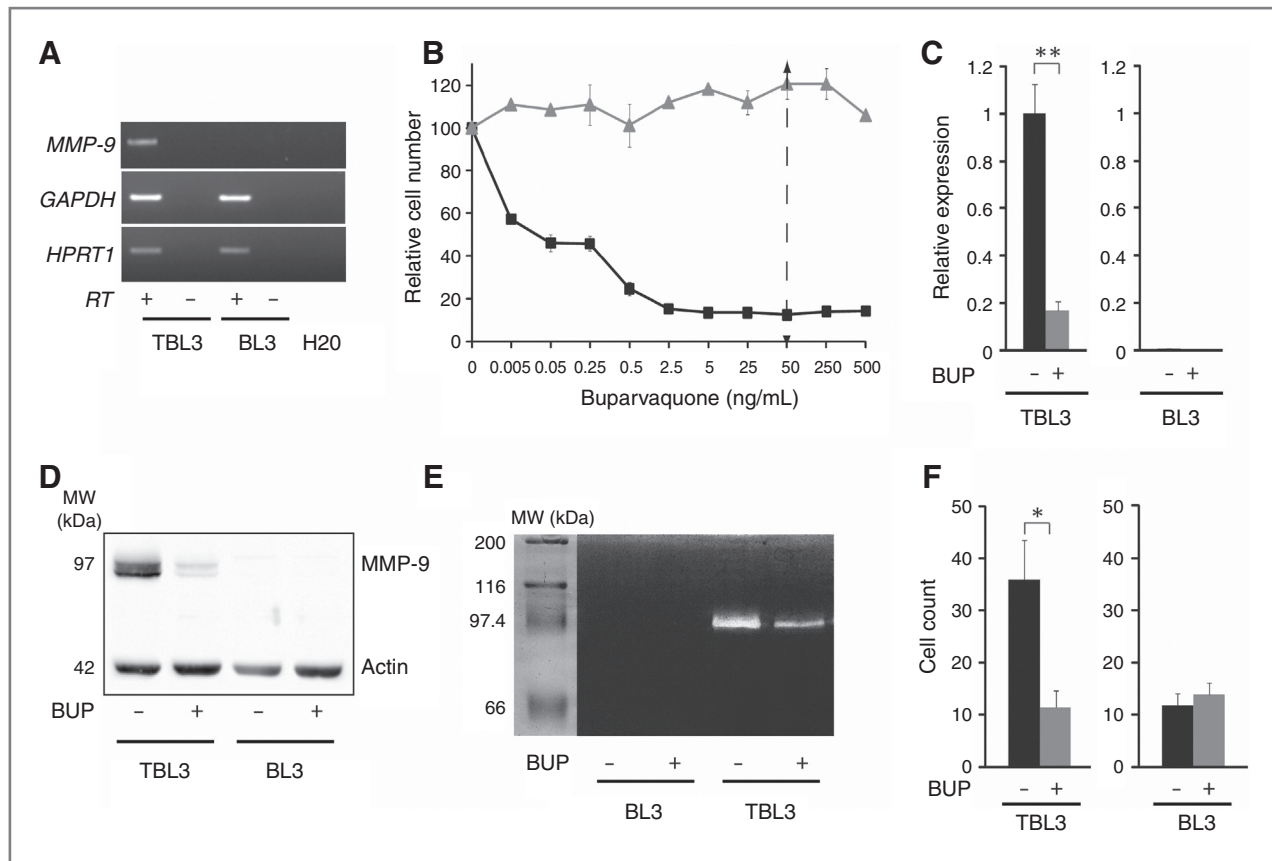 A
MMP-9
GAPDH
HPRT1
RT + – + –
TBL3 BL3 H20
B
Relative cell number
120
100
80
60
40
20
0
0 0.005 0.05 0.25 0.5 2.5 5 25 50 250 500
Buparvaquone (ng/mL)
C
Relative expression
1.2
1
0.8
0.6
0.4
0.2
0
**
1.2
1
0.8
0.6
0.4
0.2
0
BUP – + – +
TBL3 BL3
D
MW
(kDa)
97 MMP-9
42 Actin
BUP – + – +
TBL3 BL3
E
MW (kDa)
200
116
97.4
66
BUP – + – +
BL3 TBL3
F
Cell count
50
40
30
20
10
0
*
50
40
30
20
10
0
BUP – + – +
TBL3 BL3